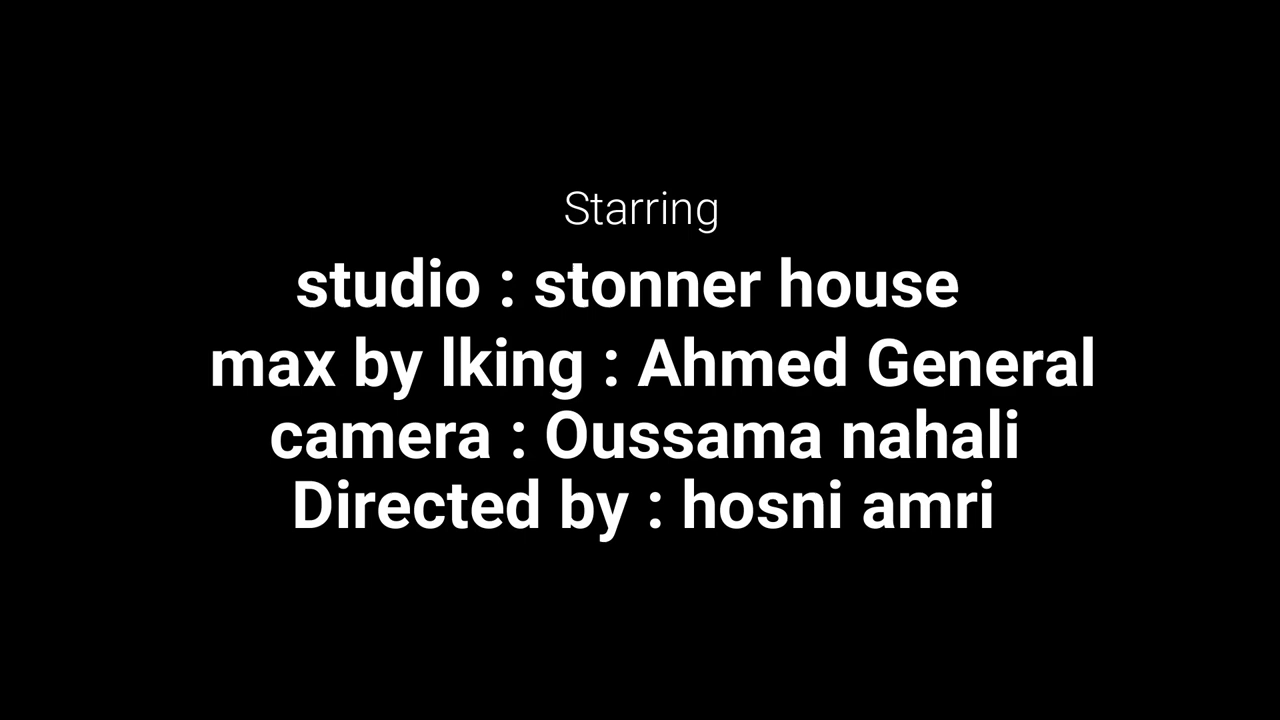 Starring
studio : stonner house
max by lking : Ahmed General
camera : Oussama nahali
Directed by : hosni amri